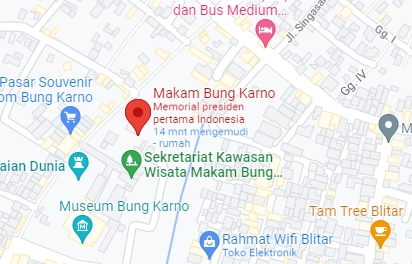 dan Bus Medium...
Jl. Singasa
Gg. I
Gg. IV
Pasar Souvenir
om Bung Karno
Makam Bung Karno
Memorial presiden
pertama Indonesia
14 mnt mengemudi
- rumah
aian Dunia
Sekretariat Kawasan
Wisata Makam Bung...
Museum Bung Karno
Rahmat Wifi Blitar
Toko Elektronik
Tam Tree Blitar
M